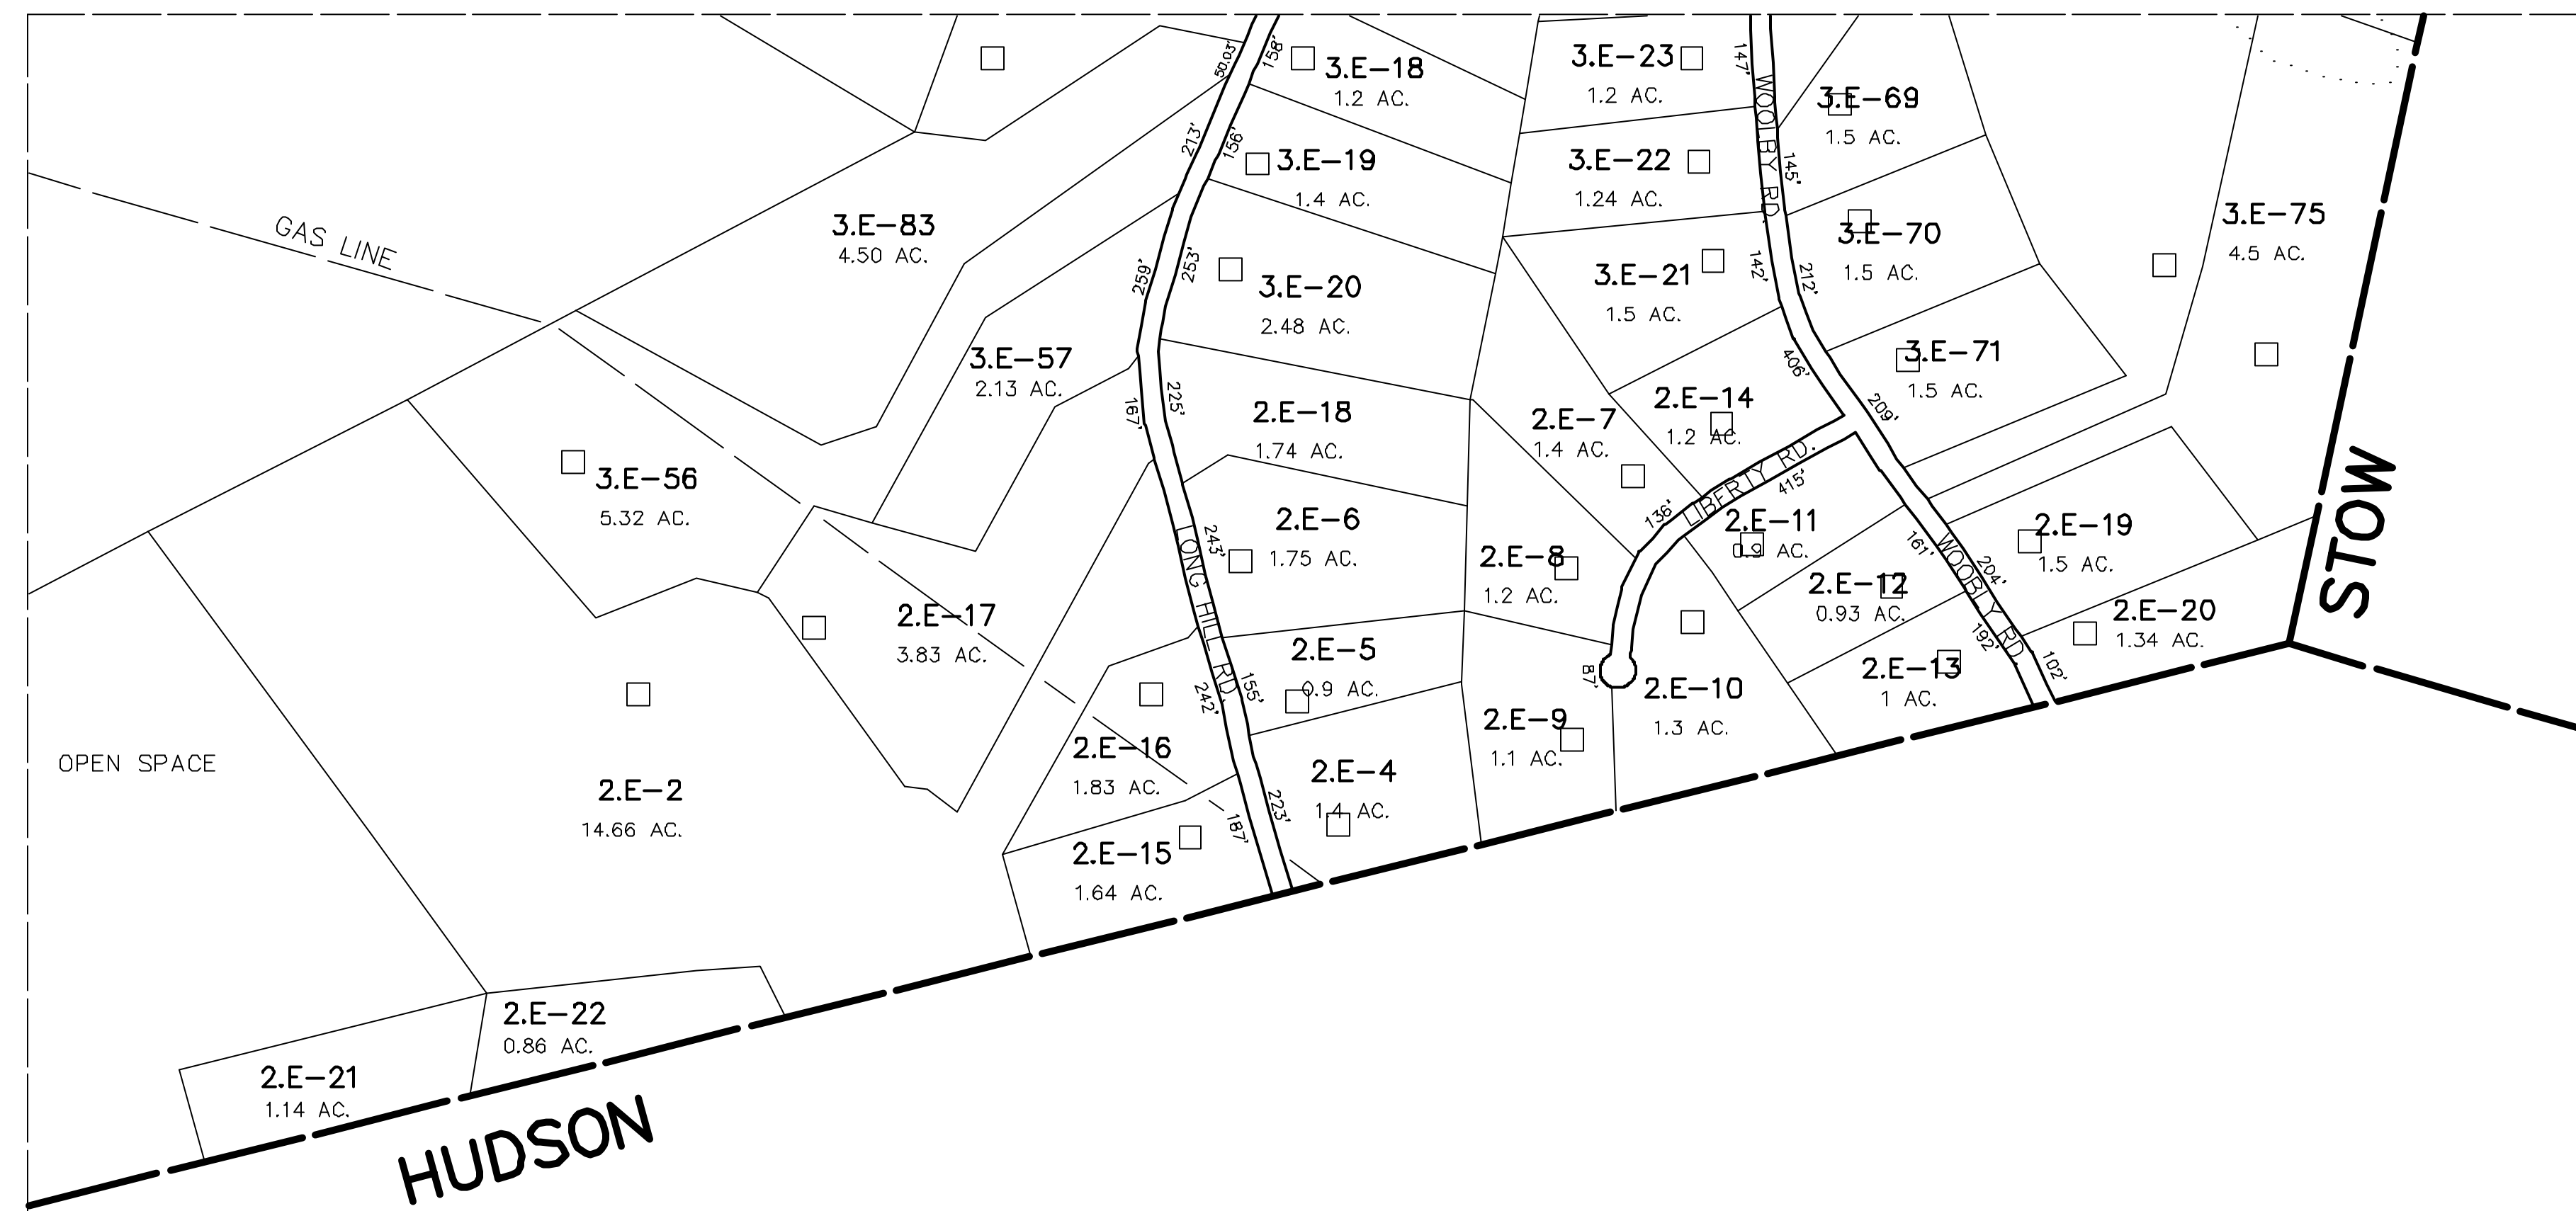 50.03'
158'
3.E-18
1.2 AC.
3.E-23
1.2 AC.
147'
WOOLBY RD.
3.E-69
1.5 AC.
213'
156'
3.E-19
1.4 AC.
3.E-22
1.24 AC.
145'
3.E-83
4.50 AC.
GAS LINE
3.E-75
4.5 AC.
3.E-70
1.5 AC.
259'
253'
3.E-20
2.48 AC.
3.E-21
1.5 AC.
142'
212'
3.E-57
2.13 AC.
406'
3.E-71
1.5 AC.
167'
225'
2.E-18
1.74 AC.
2.E-7
1.4 AC.
2.E-14
1.2 AC.
209'
3.E-56
5.32 AC.
LIBERTY RD.
415'
136'
STOW
2.E-6
1.75 AC.
243'
LONG HILL RD.
2.E-11
0.9 AC.
161'
WOOBLY RD.
204'
2.E-19
1.5 AC.
2.E-8
1.2 AC.
2.E-12
0.93 AC.
2.E-17
3.83 AC.
2.E-5
0.9 AC.
155'
242'
87'
2.E-10
1.3 AC.
2.E-13
1 AC.
192'
102'
2.E-20
1.34 AC.
2.E-9
1.1 AC.
OPEN SPACE
2.E-2
14.66 AC.
2.E-16
1.83 AC.
2.E-4
1.4 AC.
223'
187'
2.E-15
1.64 AC.
2.E-22
0.86 AC.
2.E-21
1.14 AC.
HUDSON